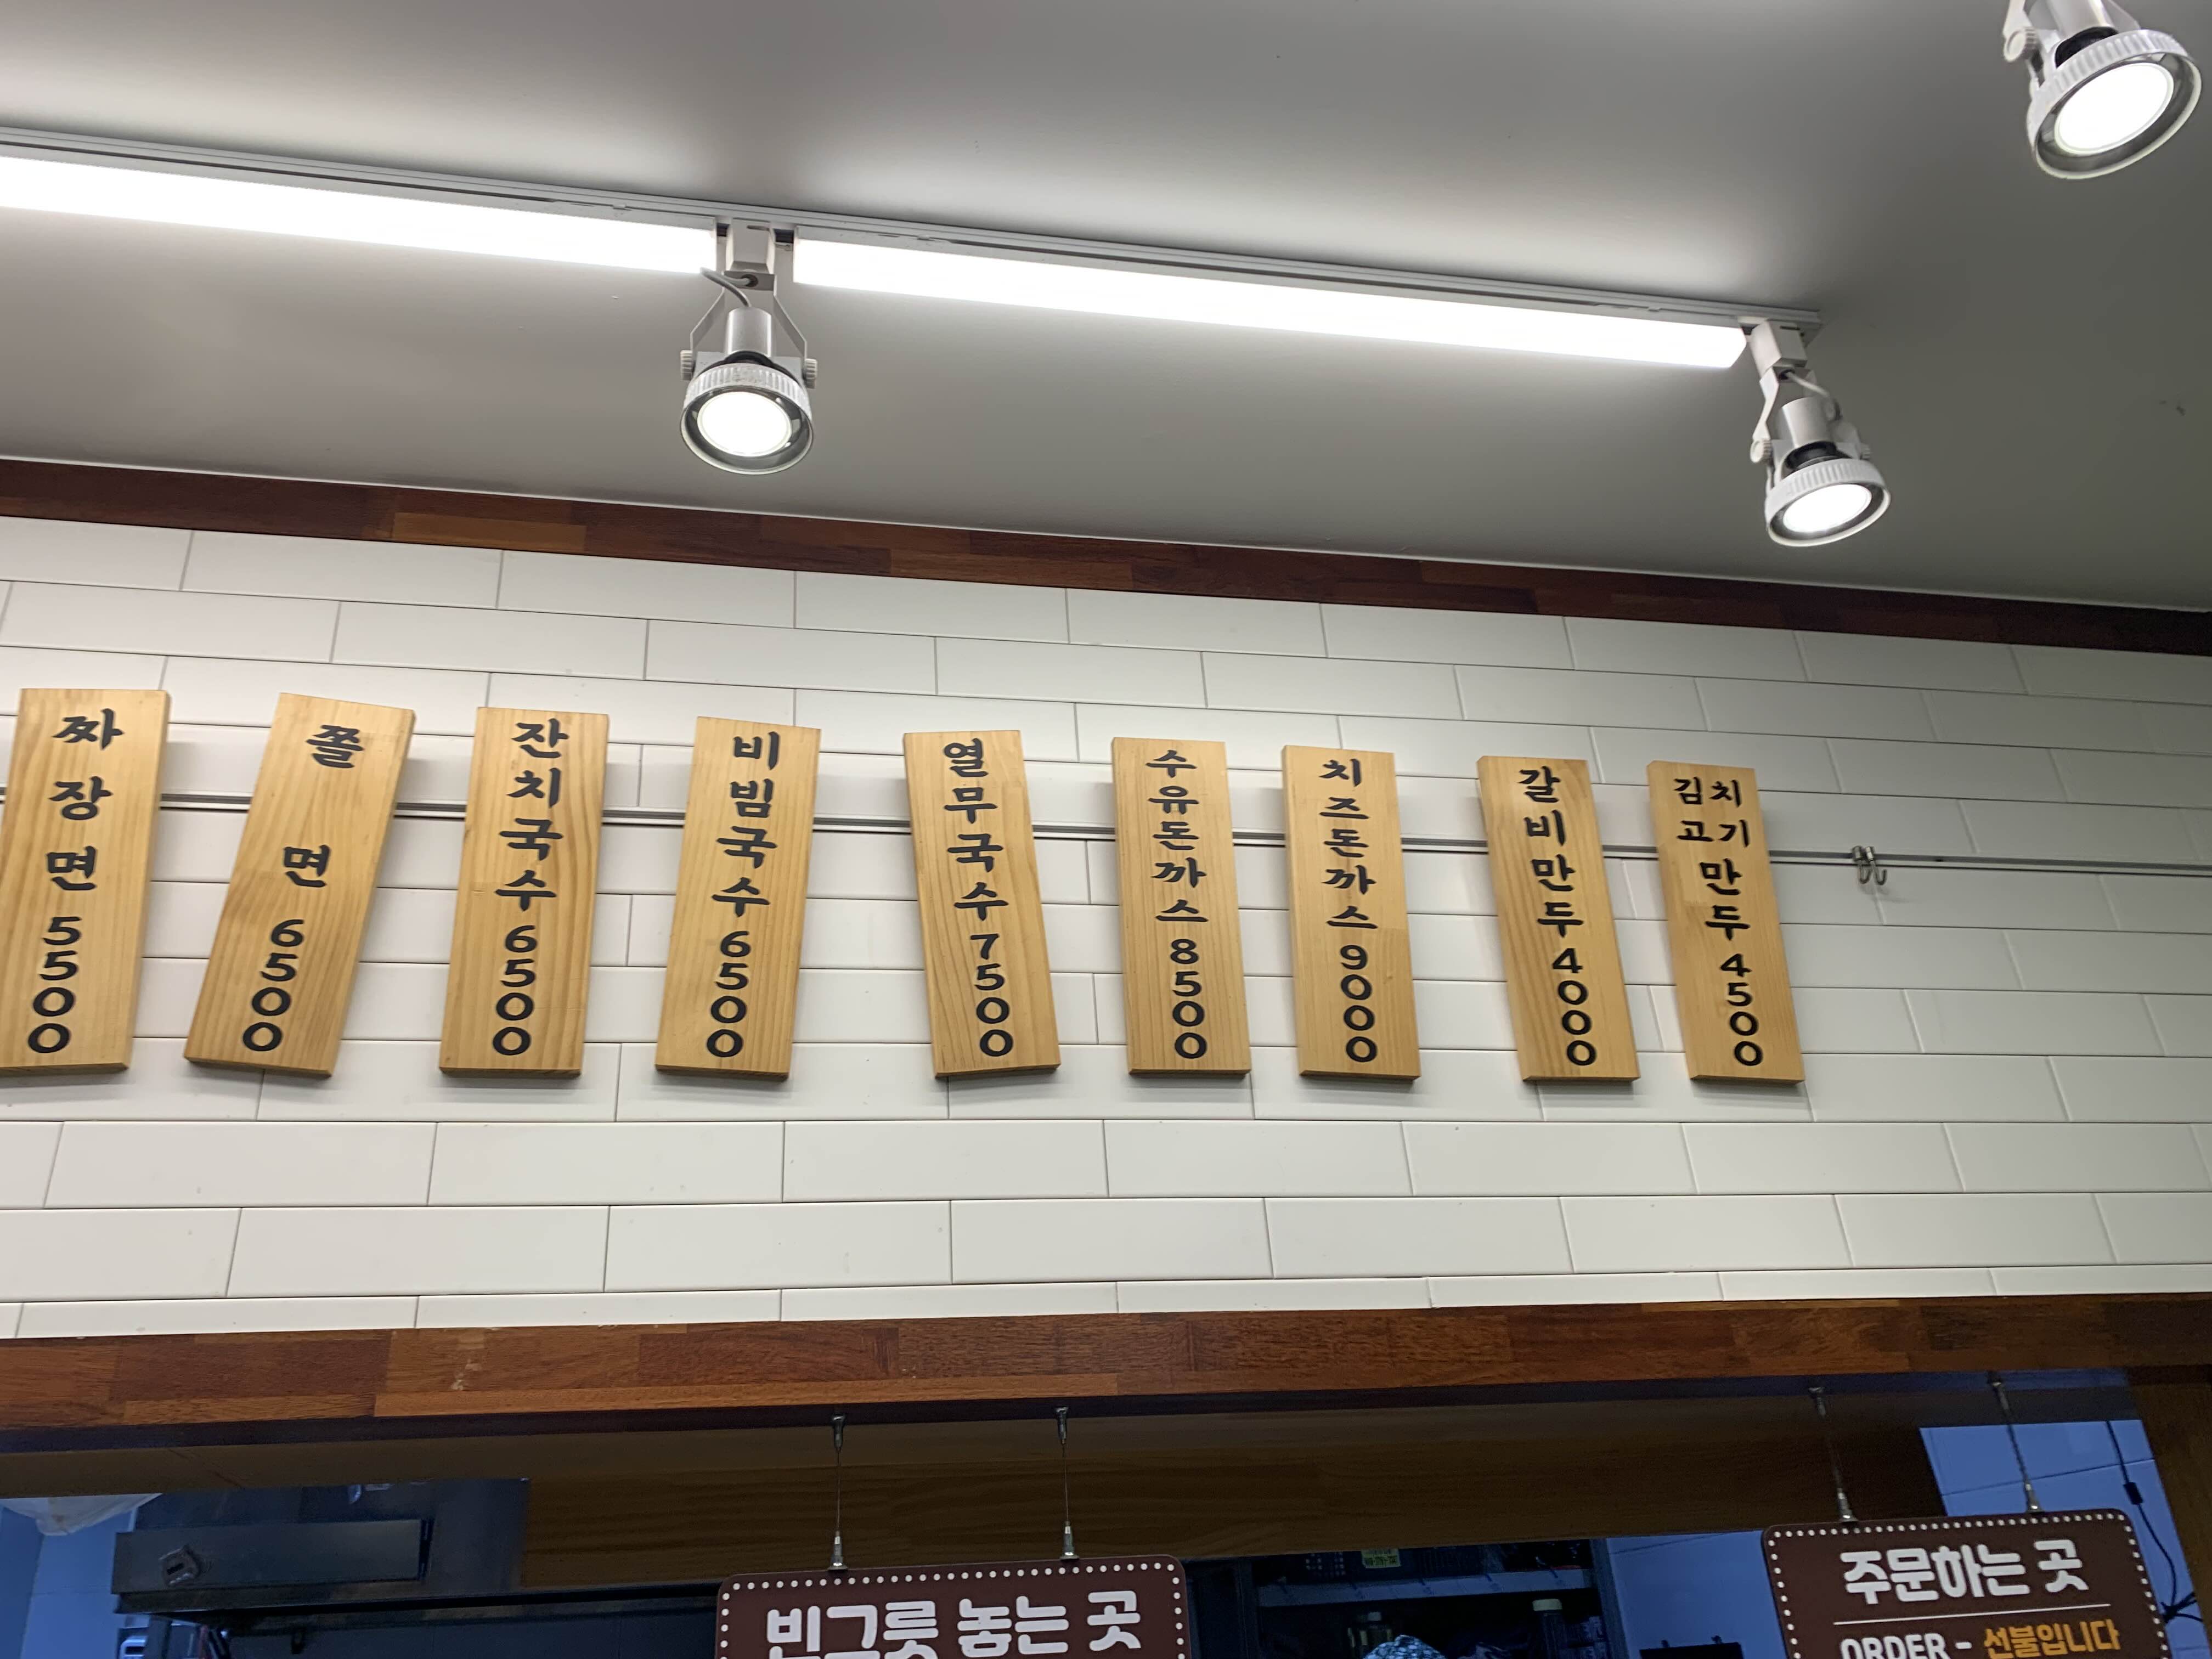 짜장면 5500
쫄면 6500
잔치국수 6500
비빔국수 6500
열무국수 7500
수유돈까스 8500
치즈돈까스 9000
갈비만두 4000
김치
고기
만두 4500
빈그릇 놓는 곳
주문하는 곳
ORDER - 선불입니다